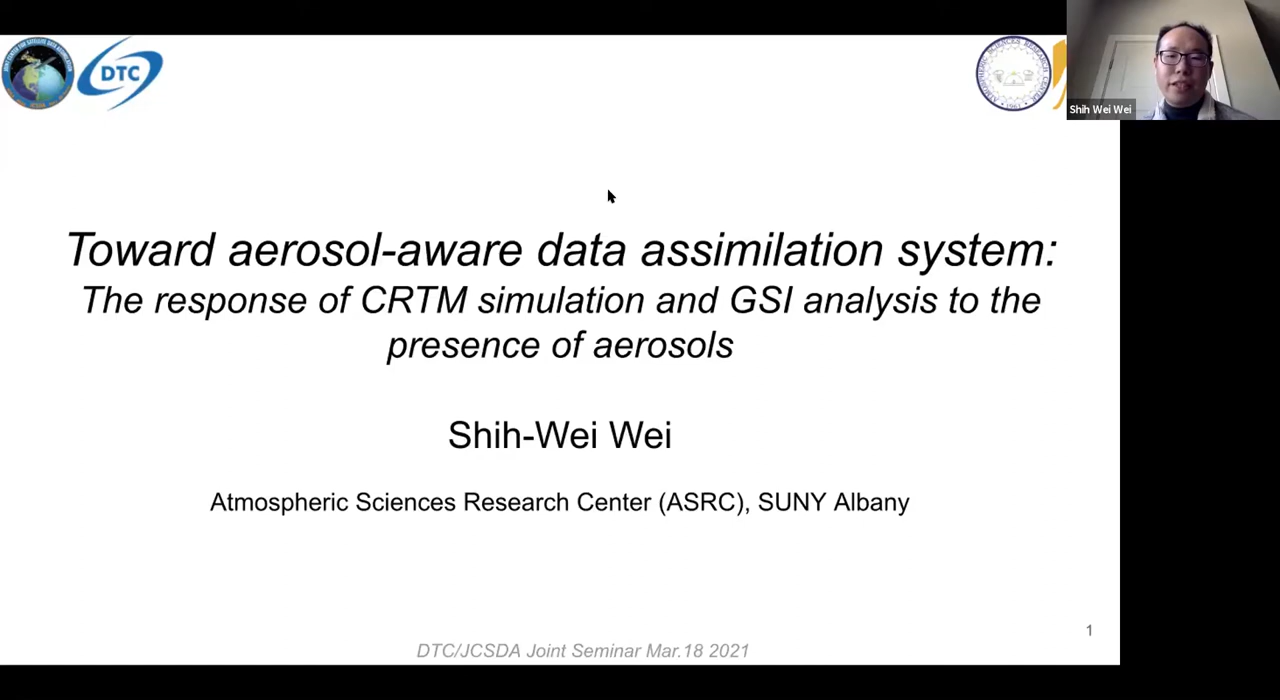 DTC
Shih Wei Wei
Toward aerosol-aware data assimilation system:
The response of CRTM simulation and GSI analysis to the
presence of aerosols
Shih-Wei Wei
Atmospheric Sciences Research Center (ASRC), SUNY Albany
1
DTC/JCSDA Joint Seminar Mar.18 2021